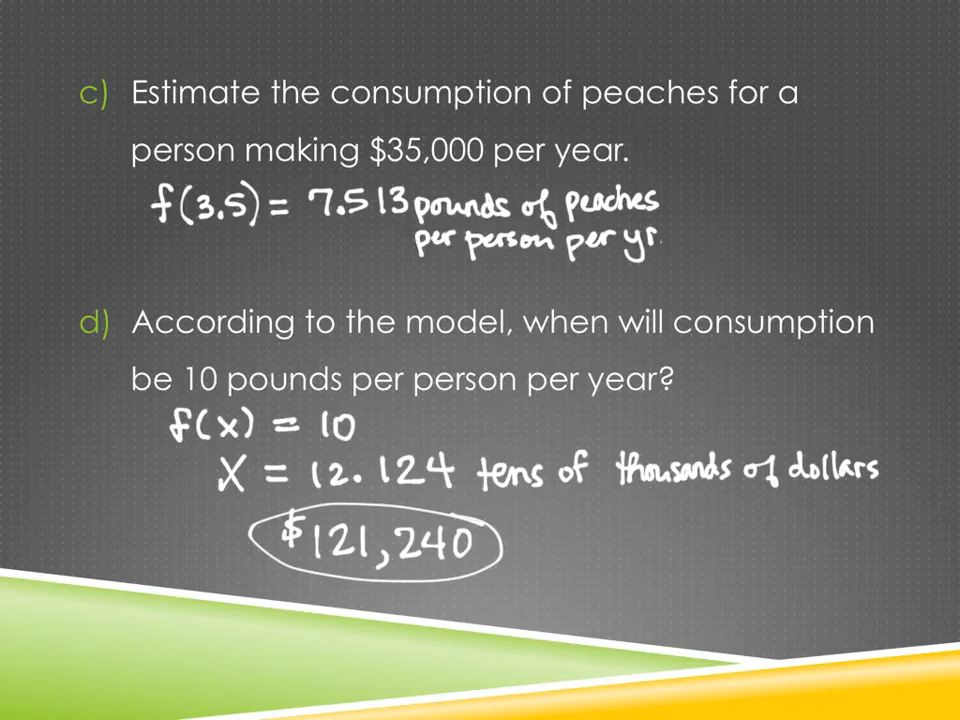 c) Estimate the consumption of peaches for a
person making $35,000 per year.
f(3.5) = 7.513 pounds of peaches
per person per yr.
d) According to the model, when will consumption
be 10 pounds per person per year?
f(x) = 10
x = 12.124 tens of thousands of dollars
$121,240